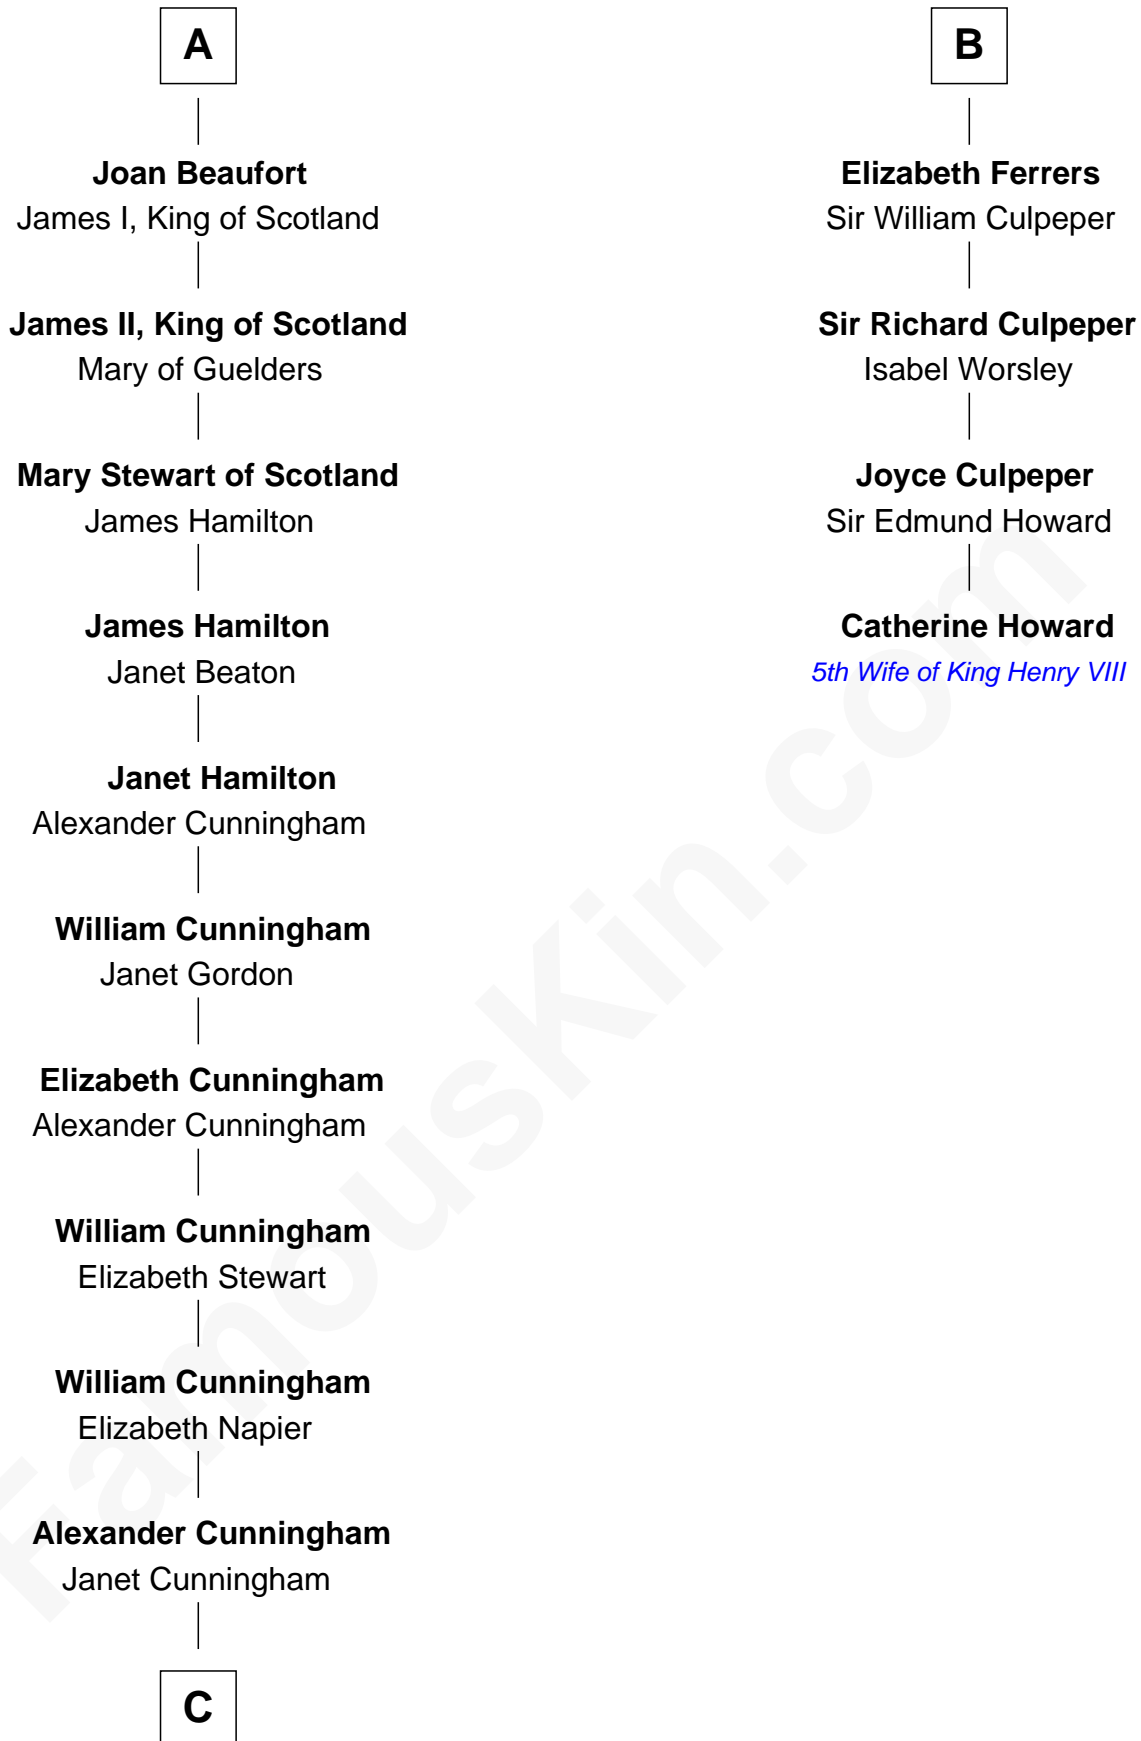 A
Joan Beaufort
James I, King of Scotland
James II, King of Scotland
Mary of Guelders
Mary Stewart of Scotland
James Hamilton
James Hamilton
Janet Beaton
Janet Hamilton
Alexander Cunningham
William Cunningham
Janet Gordon
Elizabeth Cunningham
Alexander Cunningham
William Cunningham
Elizabeth Stewart
William Cunningham
Elizabeth Napier
Alexander Cunningham
Janet Cunningham
C
B
Elizabeth Ferrers
Sir William Culpeper
Sir Richard Culpeper
Isabel Worsley
Joyce Culpeper
Sir Edmund Howard
Catherine Howard
5th Wife of King Henry VIII
FamousKin.com